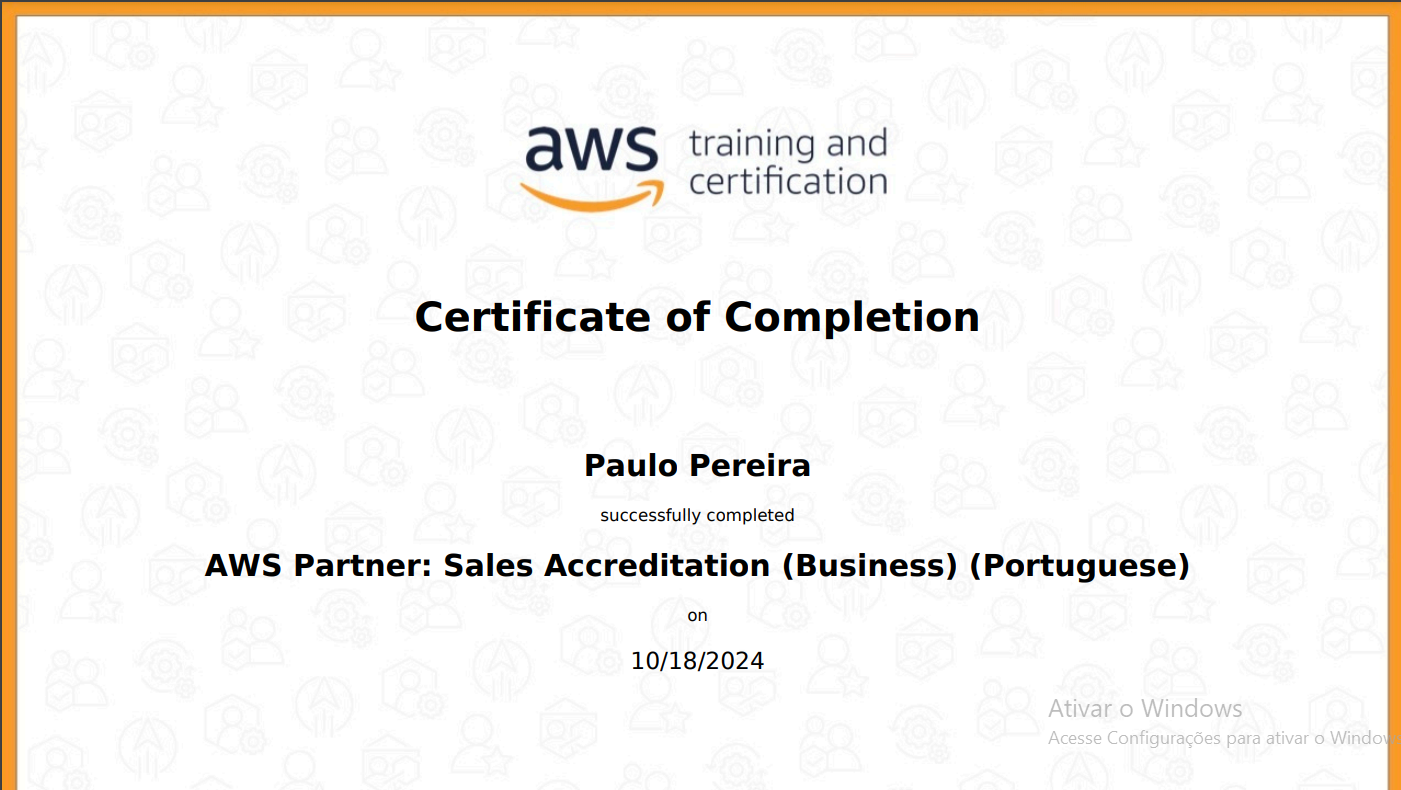 aws training and
certification
Certificate of Completion
Paulo Pereira
successfully completed
AWS Partner: Sales Accreditation (Business) (Portuguese)
on
10/18/2024
Ativar o Windows
Acesse Configurações para ativar o Window